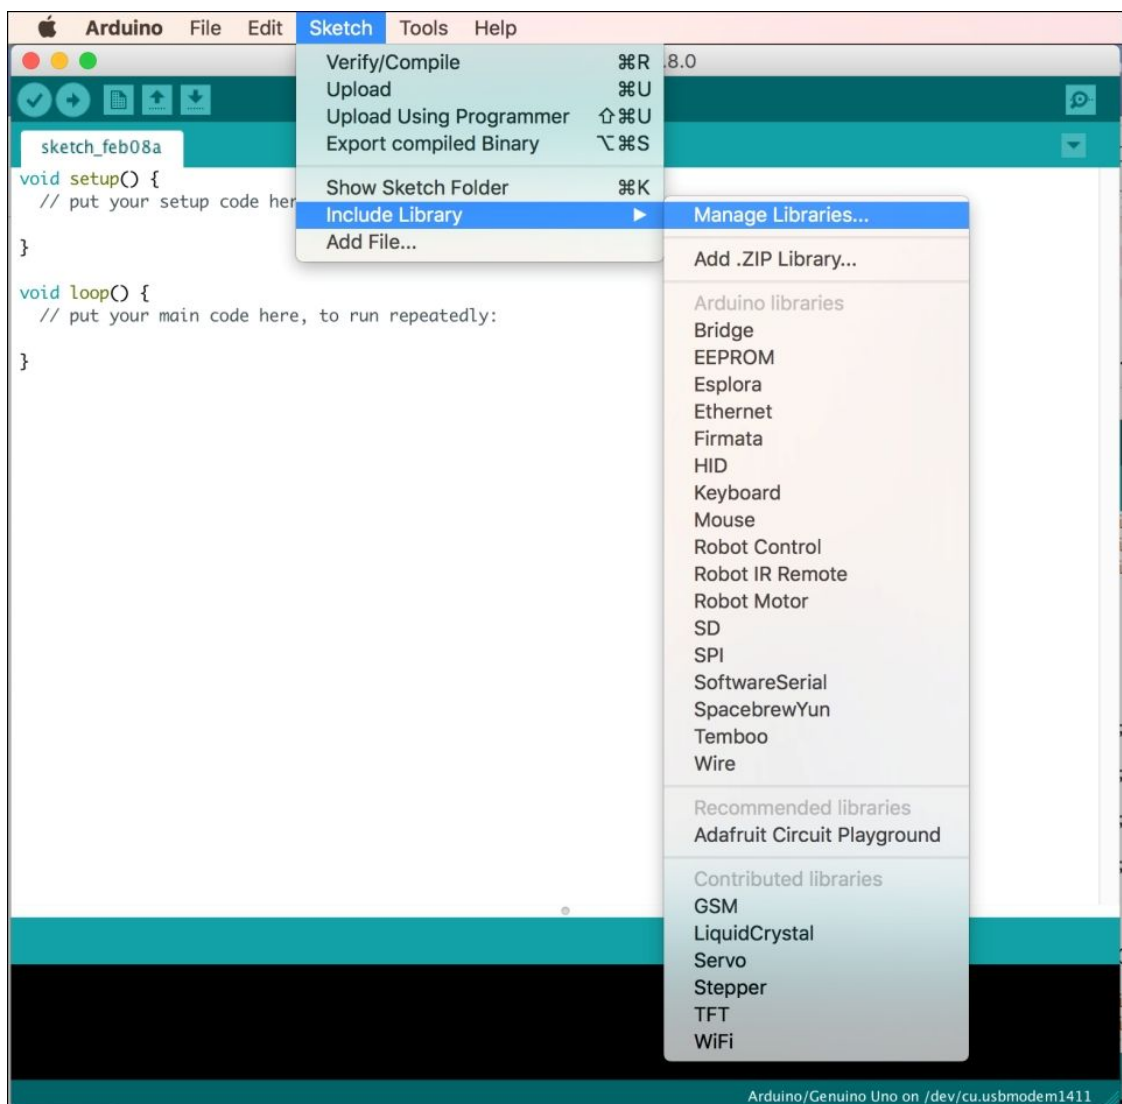 Arduino File Edit Sketch Tools Help
.8.0
Verify/Compile ⌘R
Upload ⌘U
Upload Using Programmer ⇧⌘U
Export compiled Binary ⌥⌘S
Show Sketch Folder ⌘K
Include Library ▶
Add File...
sketch_feb08a
void setup() {
// put your setup code her
}
void loop() {
// put your main code here, to run repeatedly:
}
Manage Libraries...
Add .ZIP Library...
Arduino libraries
Bridge
EEPROM
Esplora
Ethernet
Firmata
HID
Keyboard
Mouse
Robot Control
Robot IR Remote
Robot Motor
SD
SPI
SoftwareSerial
SpacebrewYun
Temboo
Wire
Recommended libraries
Adafruit Circuit Playground
Contributed libraries
GSM
LiquidCrystal
Servo
Stepper
TFT
WiFi
Arduino/Genuino Uno on /dev/cu.usbmodem1411